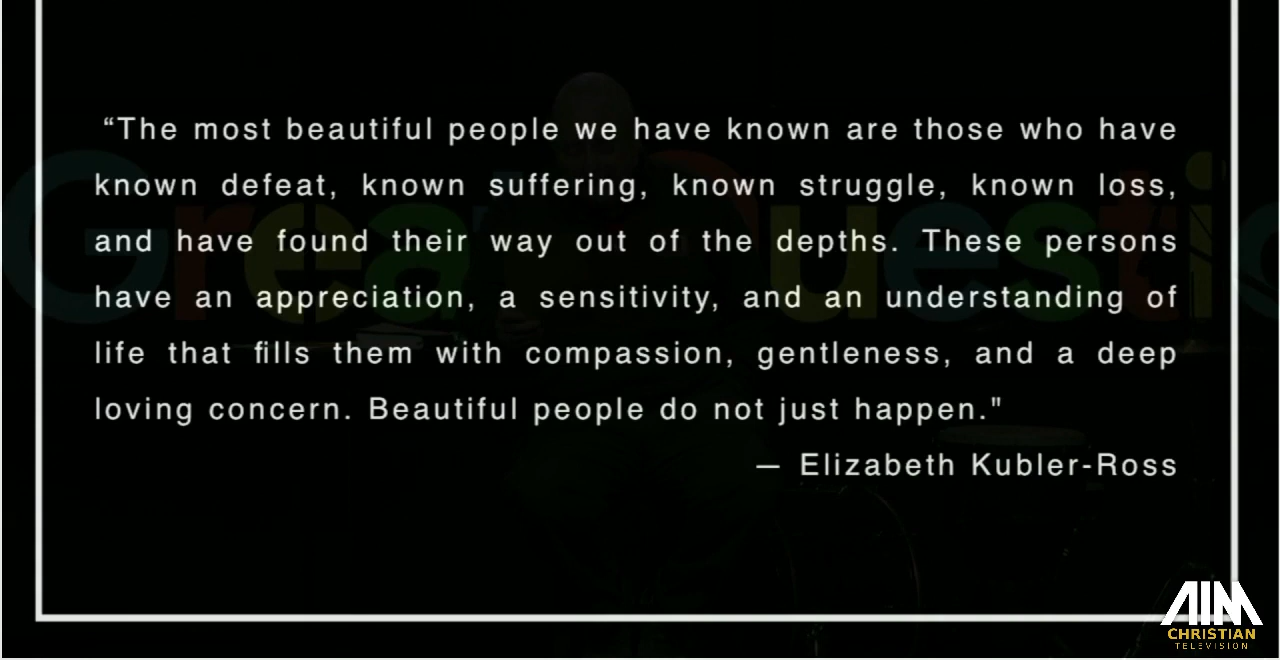 “The most beautiful people we have known are those who have
known defeat, known suffering, known struggle, known loss,
and have found their way out of the depths. These persons
have an appreciation, a sensitivity, and an understanding of
life that fills them with compassion, gentleness, and a deep
loving concern. Beautiful people do not just happen."
— Elizabeth Kubler-Ross
Great Questio
AIM
CHRISTIAN
TELEVISION